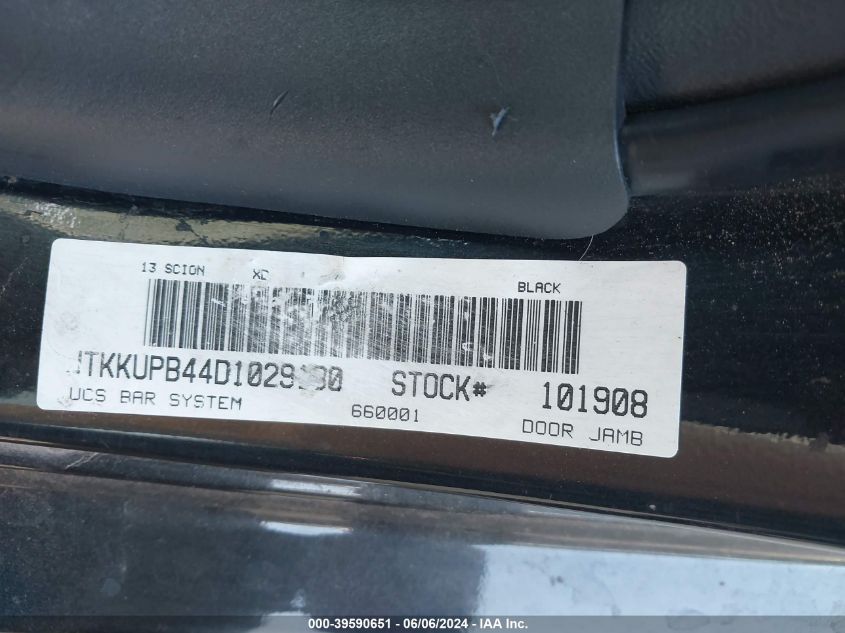 13 SCION XD
BLACK
STOCK# 101908
UCS BAR SYSTEM
660001
DOOR JAMB
000-39590651 - 06/06/2024 - IAA Inc.